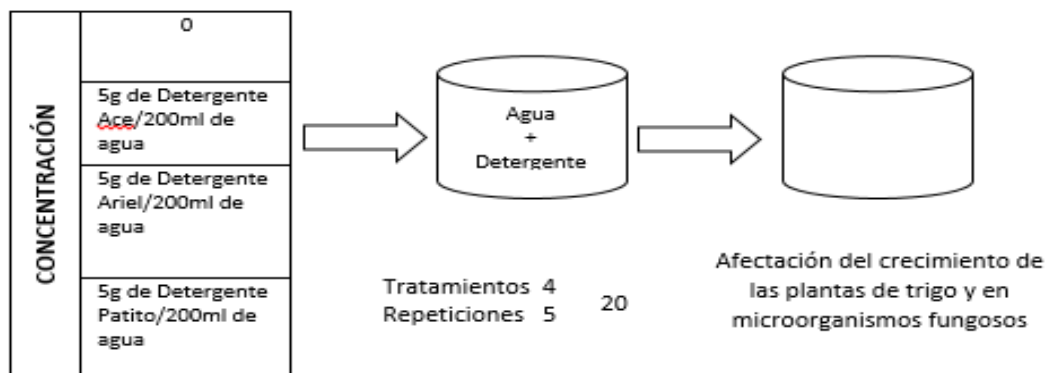 CONCENTRACIÓN
0
5g de Detergente
Ace/200ml de
agua
5g de Detergente
Ariel/200ml de
agua
5g de Detergente
Patito/200ml de
agua
Agua
+
Detergente
Tratamientos 4
Repeticiones 5
20
Afectación del crecimiento de
las plantas de trigo y en
microorganismos fungosos